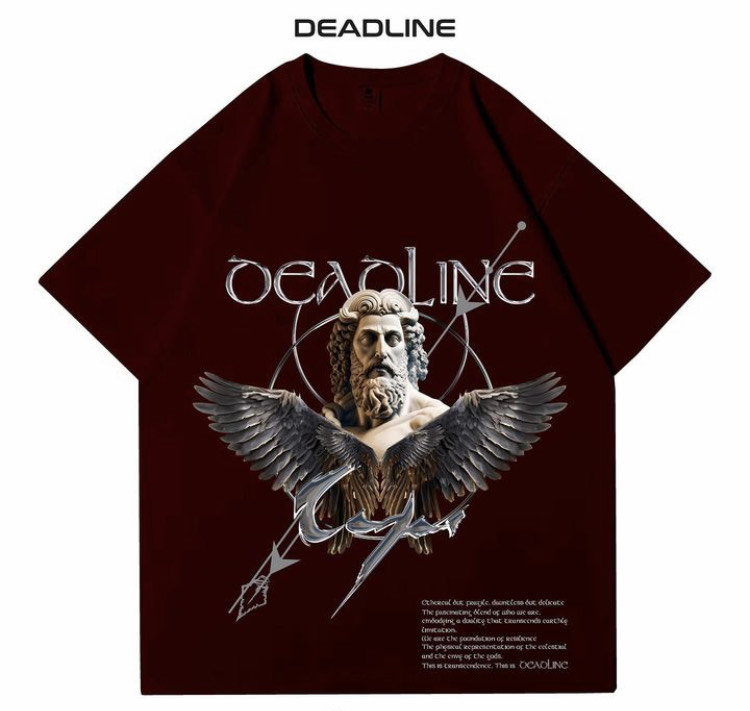 DEADLINE
DEADLINE
Ethereal but fragile, dauntless but delicate
The fascinating blend of who we are,
embodying a duality that transcends earthly
limitation.
We are the foundation of resilience
The physical representation of the celestial
and the envy of the gods.
This is transcendence, This is DEADLINE